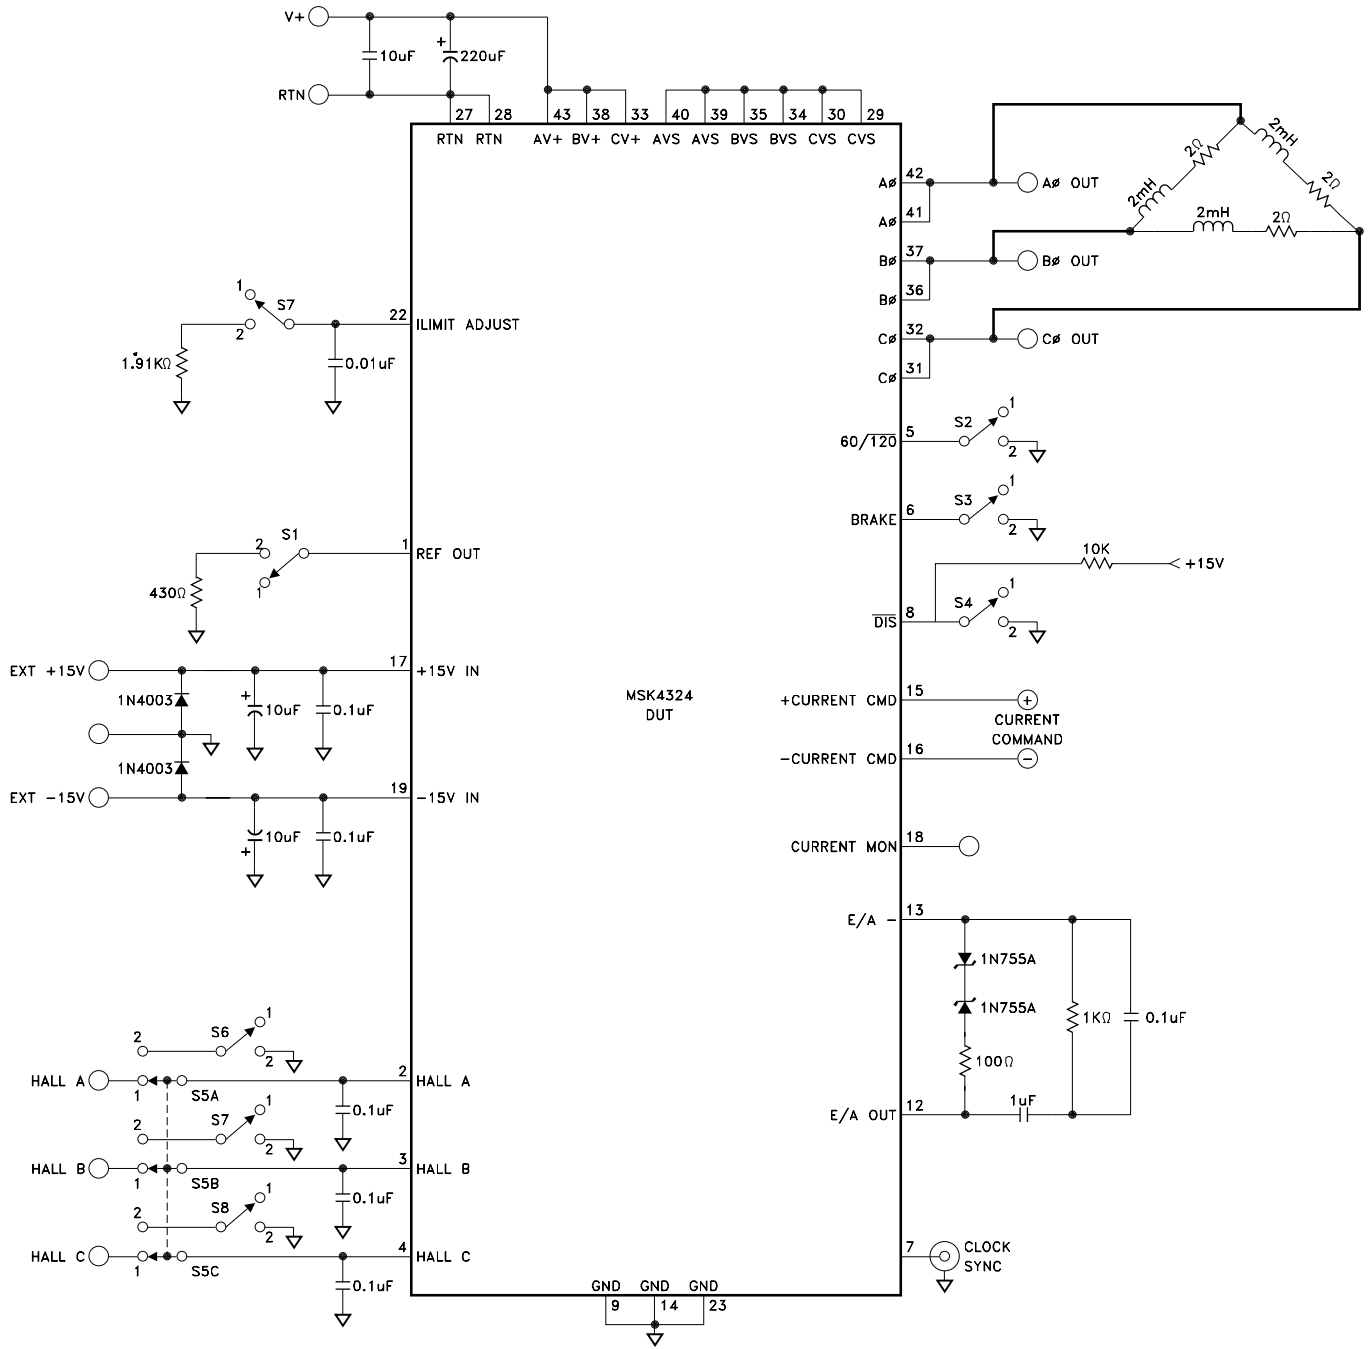 V+
10uF
220uF
RTN
27
28
43
38
33
40
39
35
34
30
29
RTN
RTN
AV+
BV+
CV+
AVS
AVS
BVS
BVS
CVS
CVS
2Ω
2mH
2mH
2Ω
2mH
2Ω
AØ
42
AØ OUT
AØ
41
BØ
37
BØ OUT
BØ
36
CØ
32
CØ OUT
CØ
31
1
S7
2
22
ILIMIT ADJUST
1.91KΩ
0.01uF
60/120
5
S2
1
2
BRAKE
6
S3
1
2
2
S1
1
1
REF OUT
430Ω
10K
+15V
DIS
8
S4
1
2
EXT +15V
17
+15V IN
1N4003
10uF
0.1uF
1N4003
EXT -15V
19
-15V IN
10uF
0.1uF
MSK4324
DUT
+CURRENT CMD
15
CURRENT
COMMAND
-CURRENT CMD
16
CURRENT MON
18
E/A -
13
1N755A
1N755A
1KΩ
0.1uF
100Ω
E/A OUT
12
1uF
2
S6
1
2
HALL A
1
S5A
2
HALL A
0.1uF
2
S7
1
2
HALL B
1
S5B
3
HALL B
0.1uF
2
S8
1
2
HALL C
1
S5C
4
HALL C
0.1uF
7
CLOCK
SYNC
GND
GND
GND
9
14
23